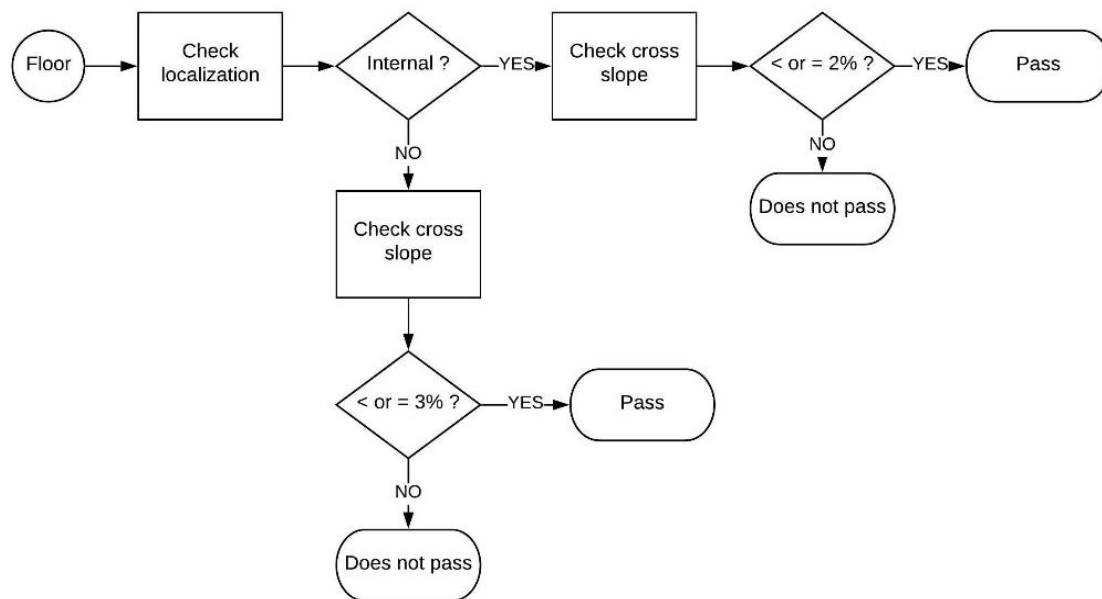 Floor
Check
localization
Internal ?
YES
Check cross
slope
< or = 2% ?
YES
Pass
NO
Does not pass
NO
Check cross
slope
< or = 3% ?
YES
Pass
NO
Does not pass